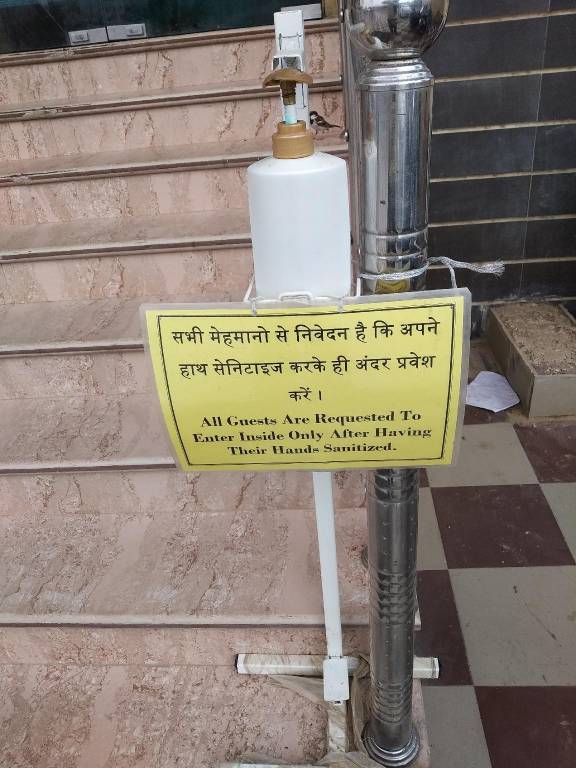 सभी मेहमानो से निवेदन है कि अपने
हाथ सेनिटाइज करके ही अंदर प्रवेश
करें ।
All Guests Are Requested To
Enter Inside Only After Having
Their Hands Sanitized.